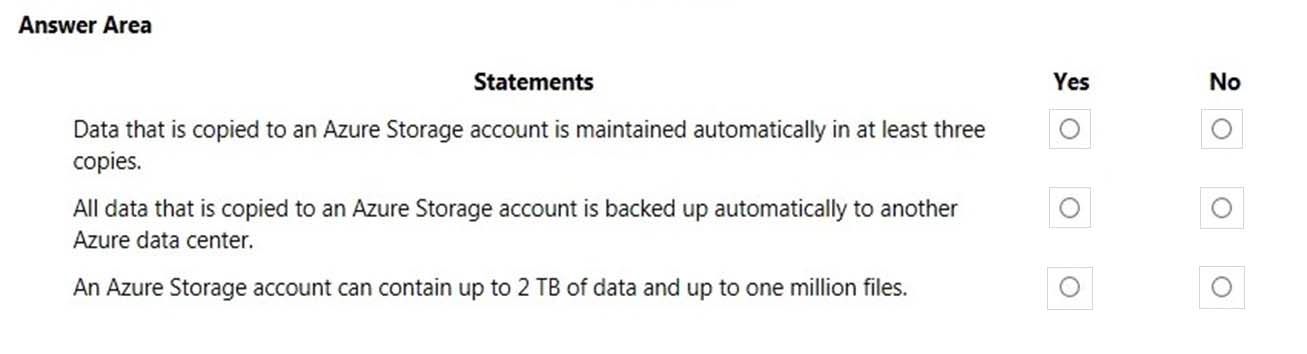 Answer Area
Statements Yes No
Data that is copied to an Azure Storage account is maintained automatically in at least three
copies.
All data that is copied to an Azure Storage account is backed up automatically to another
Azure data center.
An Azure Storage account can contain up to 2 TB of data and up to one million files.